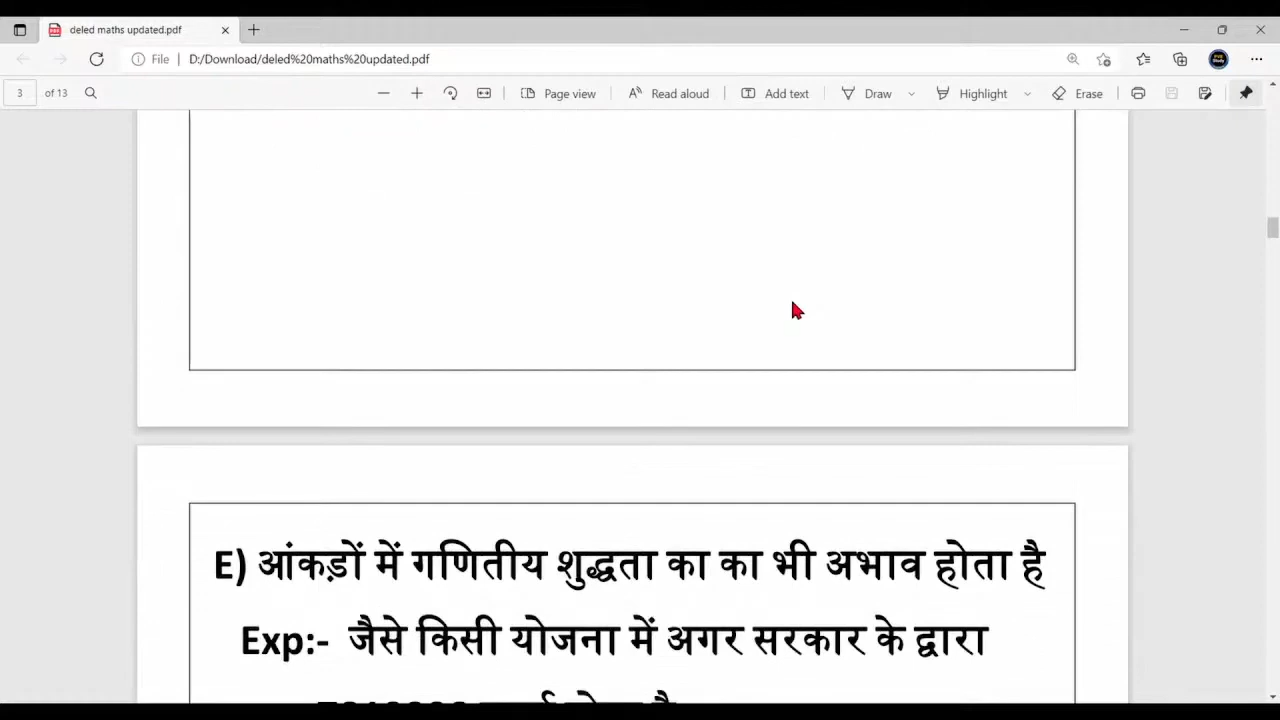 deled maths updated.pdf
File D:/Download/deled%20maths%20updated.pdf
3 of 13 Page view Read aloud Add text Draw Highlight Erase
E) आंकड़ों में गणितीय शुद्धता का का भी अभाव होता है
Exp:- जैसे किसी योजना में अगर सरकार के द्वारा